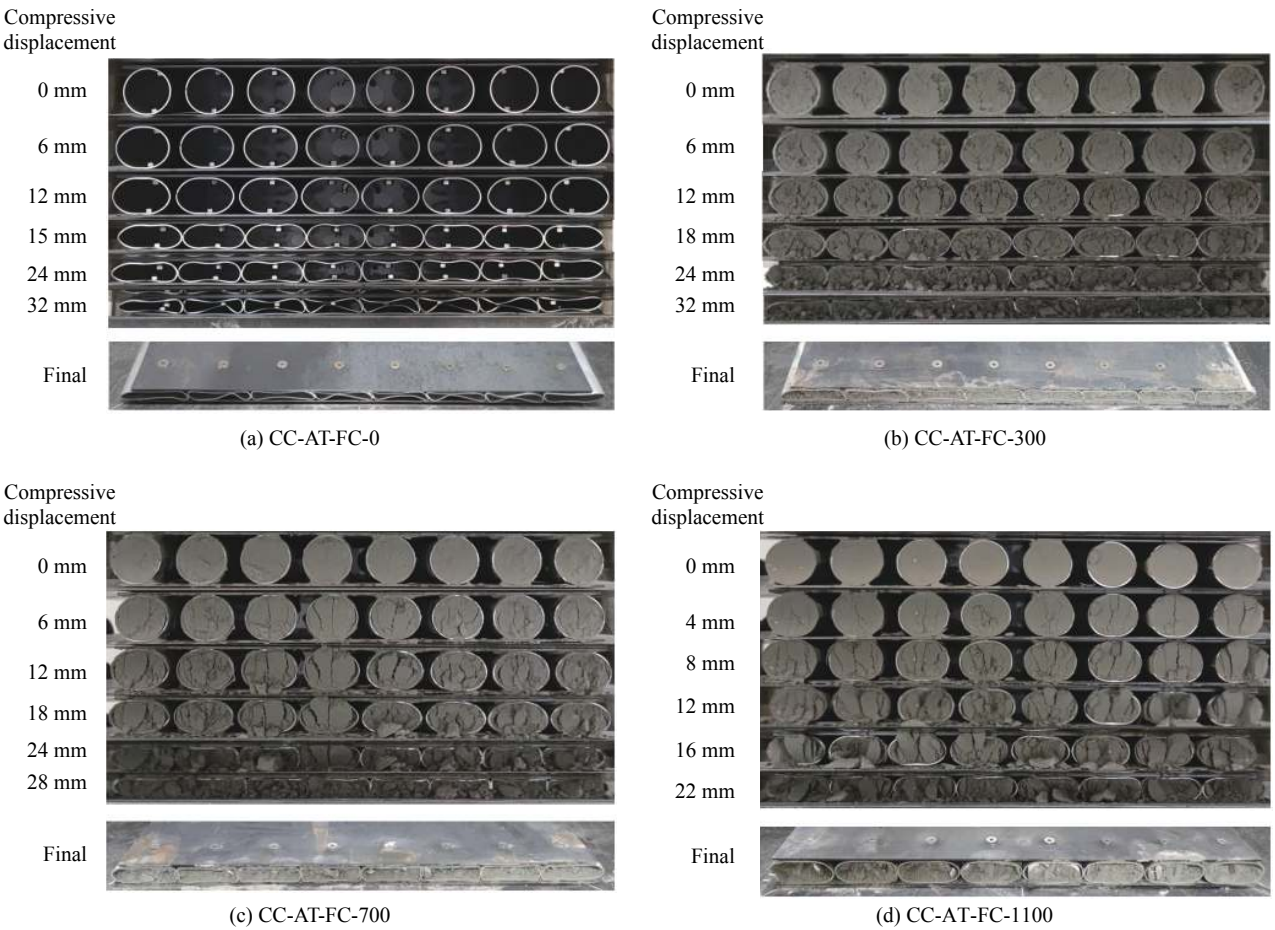 Compressive
displacement
0 mm
6 mm
12 mm
15 mm
24 mm
32 mm
Final
(a) CC-AT-FC-0
Compressive
displacement
0 mm
6 mm
12 mm
18 mm
24 mm
32 mm
Final
(b) CC-AT-FC-300
Compressive
displacement
0 mm
6 mm
12 mm
18 mm
24 mm
28 mm
Final
(c) CC-AT-FC-700
Compressive
displacement
0 mm
4 mm
8 mm
12 mm
16 mm
22 mm
Final
(d) CC-AT-FC-1100